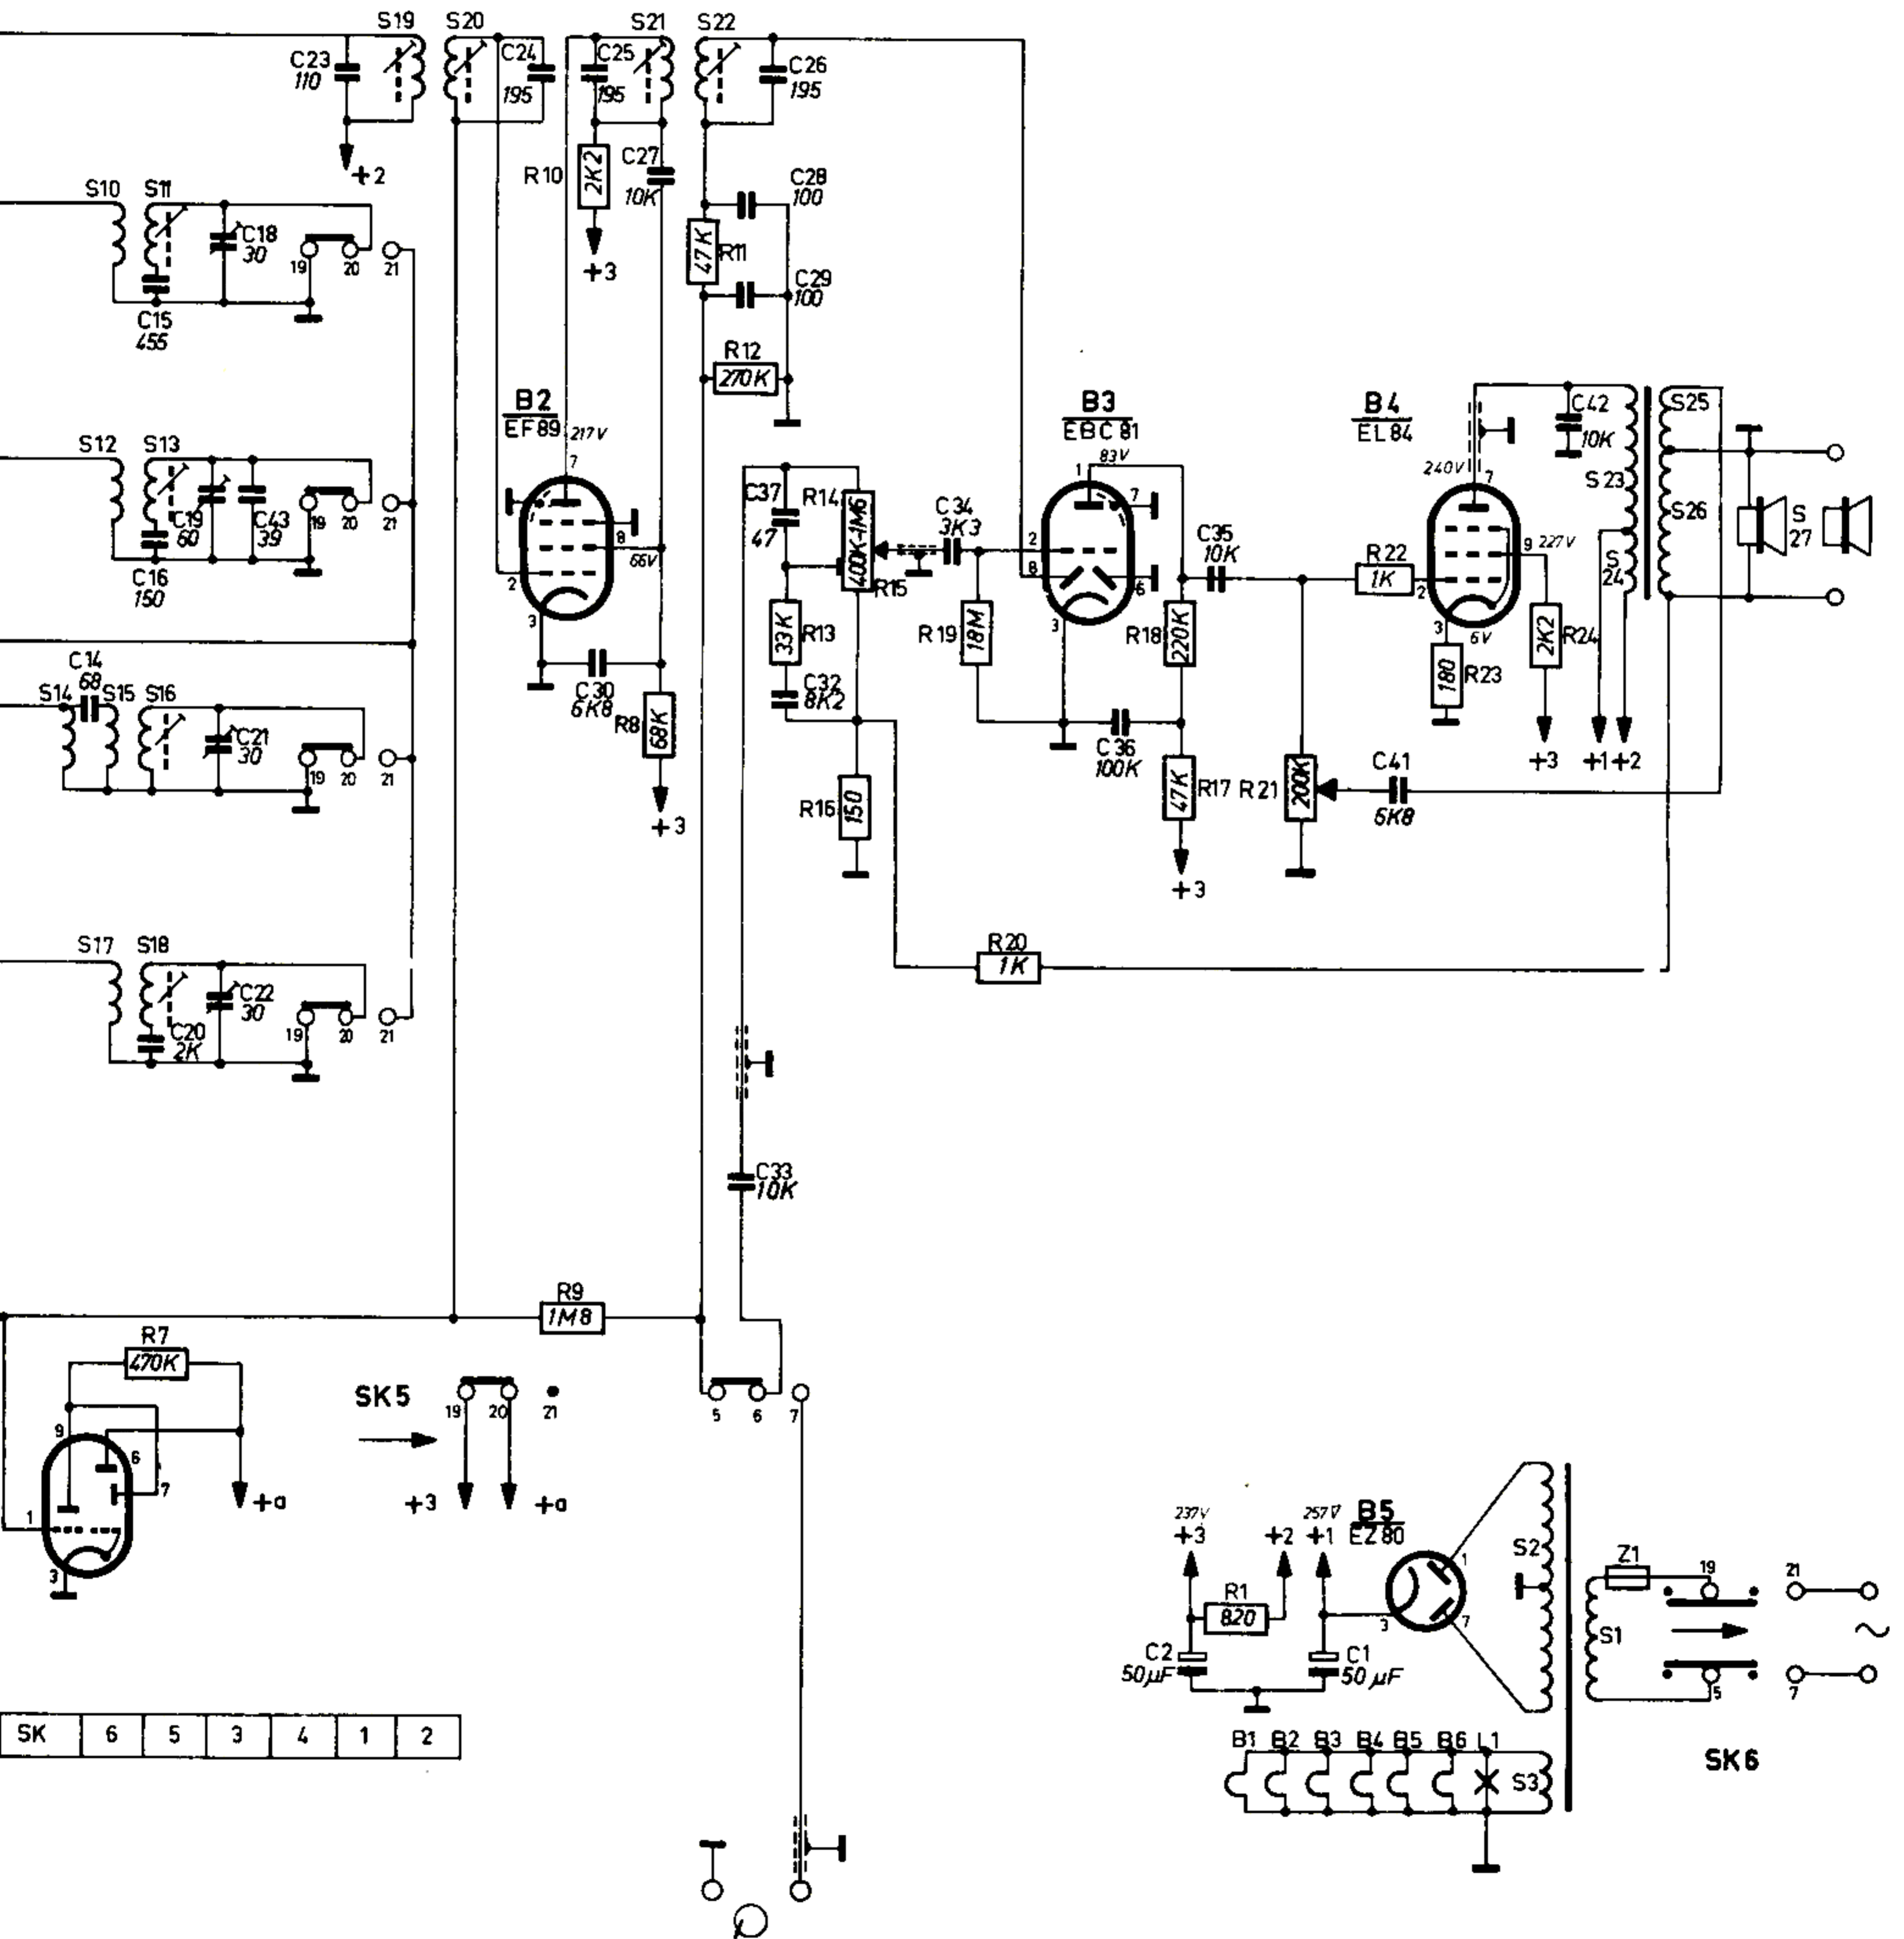 S19 S20 S21 S22
C23 110
C24 195
C25 195
C26 195
+2
R10 2K2
C27 10K
C28 100
S10 S11
C18 30
19 20 21
47K R11
+3
C29 100
C15 455
R12 270K
B2
EF89 217V
B3
EBC81
83V
B4
EL84
C42 10K
S25
S12 S13
C19 60
C43 39
19 20 21
C16 150
7
8
66V
2
3
C37 47
R14
400K-1M6
R15
C34 3K3
1
7
2
8
6
3
C35 10K
R22 1K
240V
7
9 227V
2
3
6V
S23
S24
S26
S 27
33K R13
R19 18M
R18 220K
180 R23
2K2 R24
C14 68
S14 S15 S16
C21 30
19 20 21
C30 6K8
R8 68K
C32 8K2
C36 100K
+3 +1 +2
+3
R16 150
47K R17
R21 200K
C41 6K8
+3
S17 S18
C22 30
C20 2K
19 20 21
R20 1K
C33 10K
R9 1M8
R7 470K
SK5
19 20 21
5 6 7
9
6
7
1
3
+a
+3
+a
237V
+3
+2
257V
+1
B5
EZ80
1
7
3
R1 820
C2 50µF
C1 50µF
S2
Z1
S1
19
21
5
7
~
SK 6 5 3 4 1 2
B1 B2 B3 B4 B5 B6 L1
S3
SK6